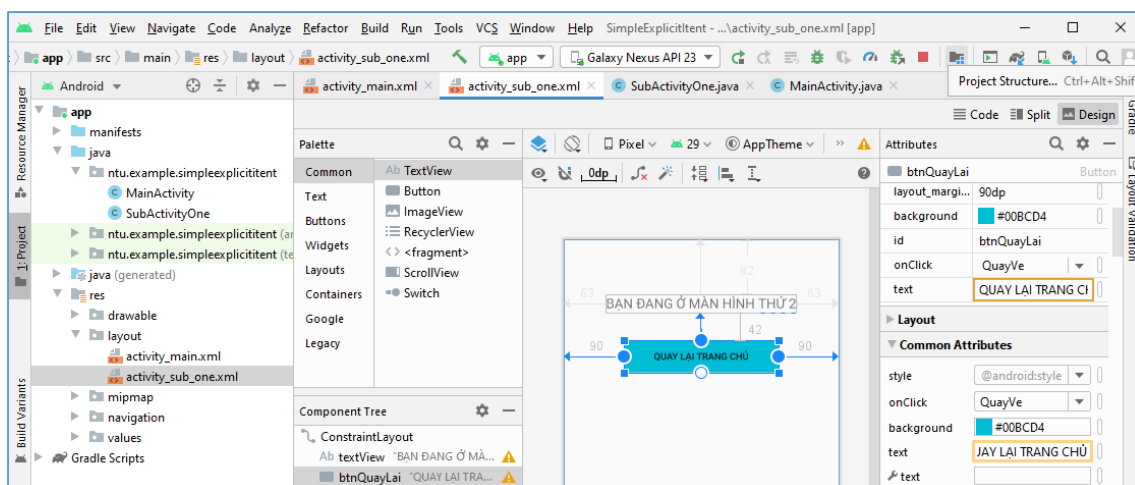 File Edit View Navigate Code Analyze Refactor Build Run Tools VCS Window Help SimpleExplicitItent - ...\activity_sub_one.xml [app]
app src main res layout activity_sub_one.xml app Galaxy Nexus API 23
Project Structure... Ctrl+Alt+Shif
Android
activity_main.xml activity_sub_one.xml SubActivityOne.java MainActivity.java
Code Split Design
Resource Manager
1: Project
Build Variants
Gradle
Layout Validation
app
manifests
java
ntu.example.simpleexplicititent
MainActivity
SubActivityOne
ntu.example.simpleexplicititent (ar
ntu.example.simpleexplicititent (te
java (generated)
res
drawable
layout
activity_main.xml
activity_sub_one.xml
mipmap
navigation
values
Gradle Scripts
Palette
Common
Text
Buttons
Widgets
Layouts
Containers
Google
Legacy
Ab TextView
Button
ImageView
RecyclerView
<> <fragment>
ScrollView
Switch
Component Tree
ConstraintLayout
Ab textView "BẠN ĐANG Ở MÀ...
btnQuayLai "QUAY LẠI TRA...
Pixel 29 AppTheme »
0dp
82
63 63
BẠN ĐANG Ở MÀN HÌNH THỨ 2
42
90 90
QUAY LẠI TRANG CHỦ
Attributes
btnQuayLai Button
layout_margi... 90dp
background #00BCD4
id btnQuayLai
onClick QuayVe
text QUAY LẠI TRANG CH
Layout
Common Attributes
style @android:style
onClick QuayVe
background #00BCD4
text JAY LẠI TRANG CHỦ
text